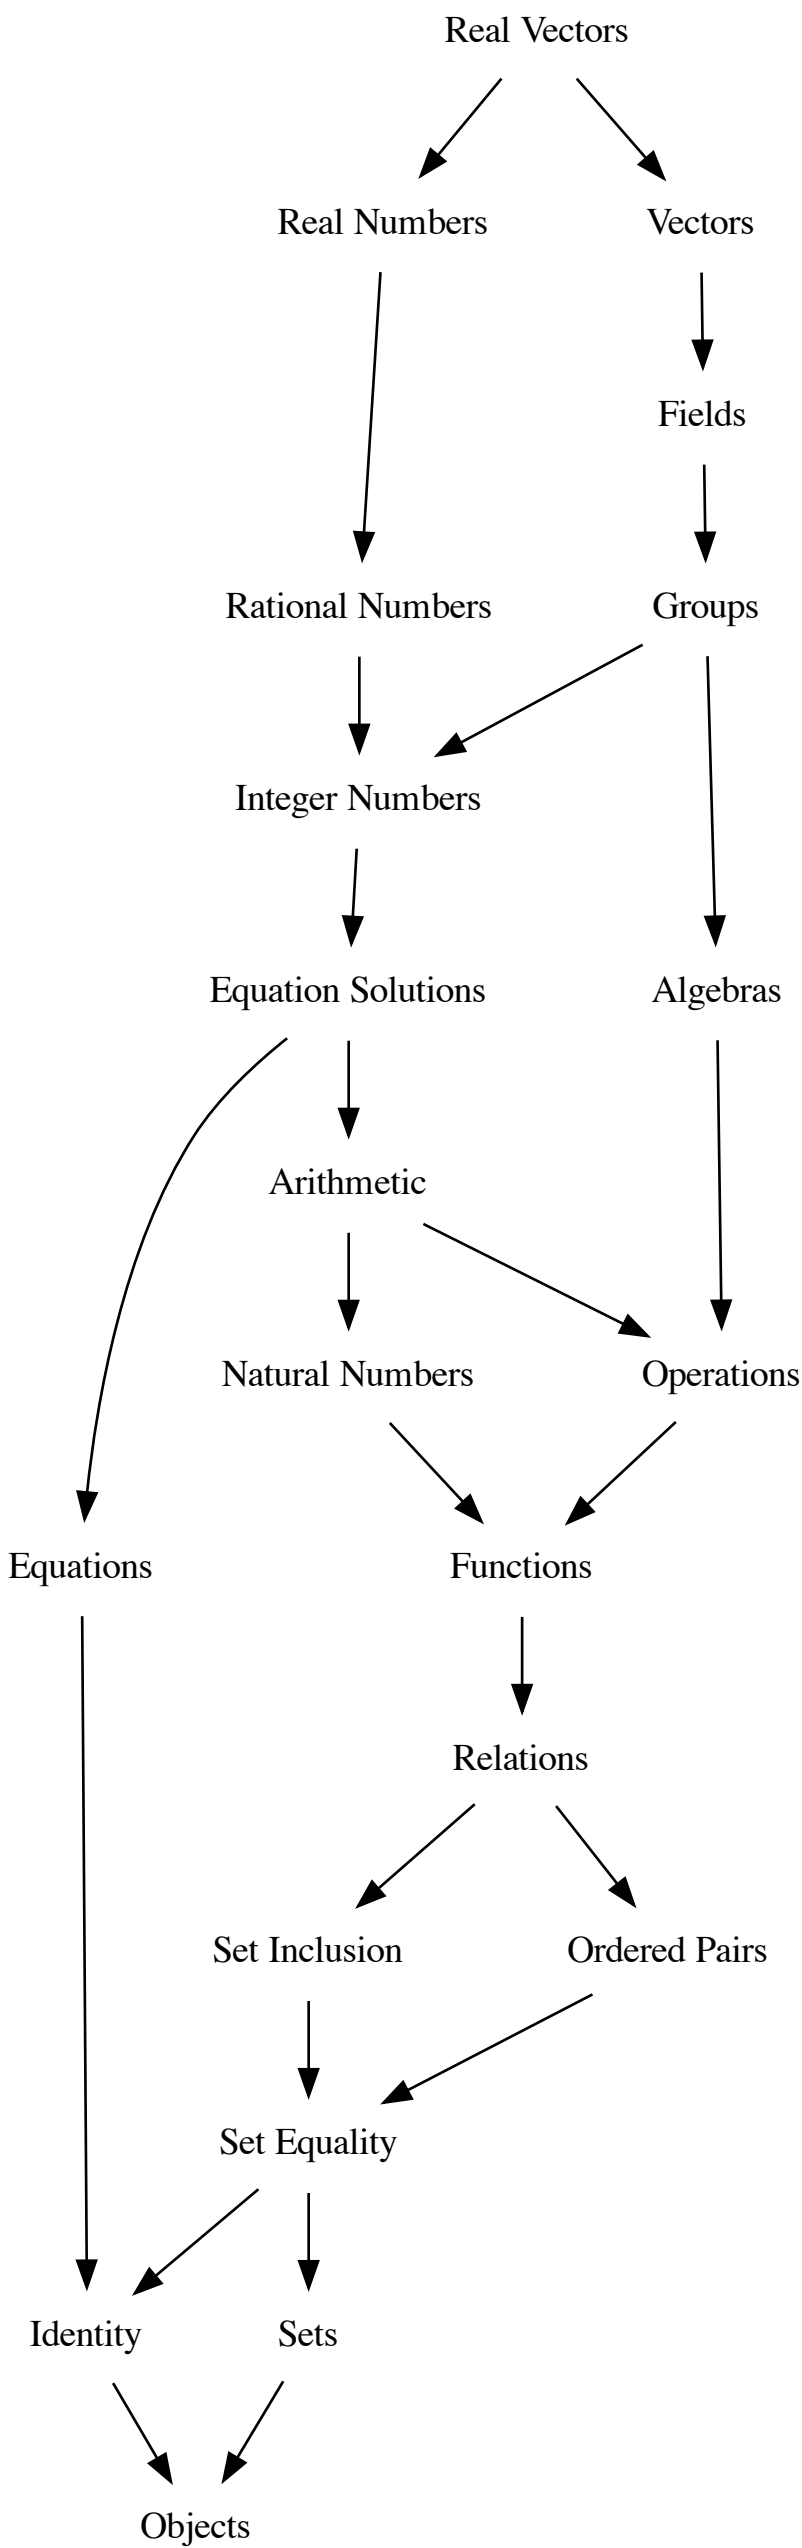 Real Vectors
Real Numbers
Vectors
Fields
Rational Numbers
Groups
Integer Numbers
Equation Solutions
Algebras
Arithmetic
Natural Numbers
Operations
Equations
Functions
Relations
Set Inclusion
Ordered Pairs
Set Equality
Identity
Sets
Objects